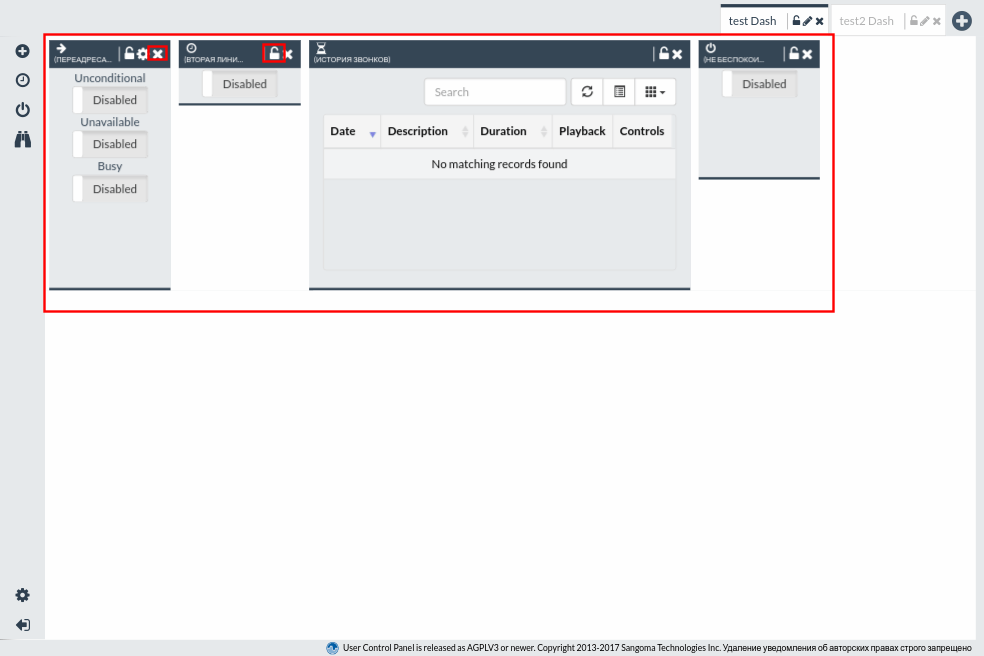 test Dash
test2 Dash
(ПЕРЕАДРЕСА...
(ВТОРАЯ ЛИНИ...
(ИСТОРИЯ ЗВОНКОВ)
(НЕ БЕСПОКОИ...
Unconditional
Disabled
Unavailable
Disabled
Busy
Disabled
Disabled
Search
Date Description Duration Playback Controls
No matching records found
Disabled
User Control Panel is released as AGPLV3 or newer. Copyright 2013-2017 Sangoma Technologies Inc. Удаление уведомления об авторских правах строго запрещено